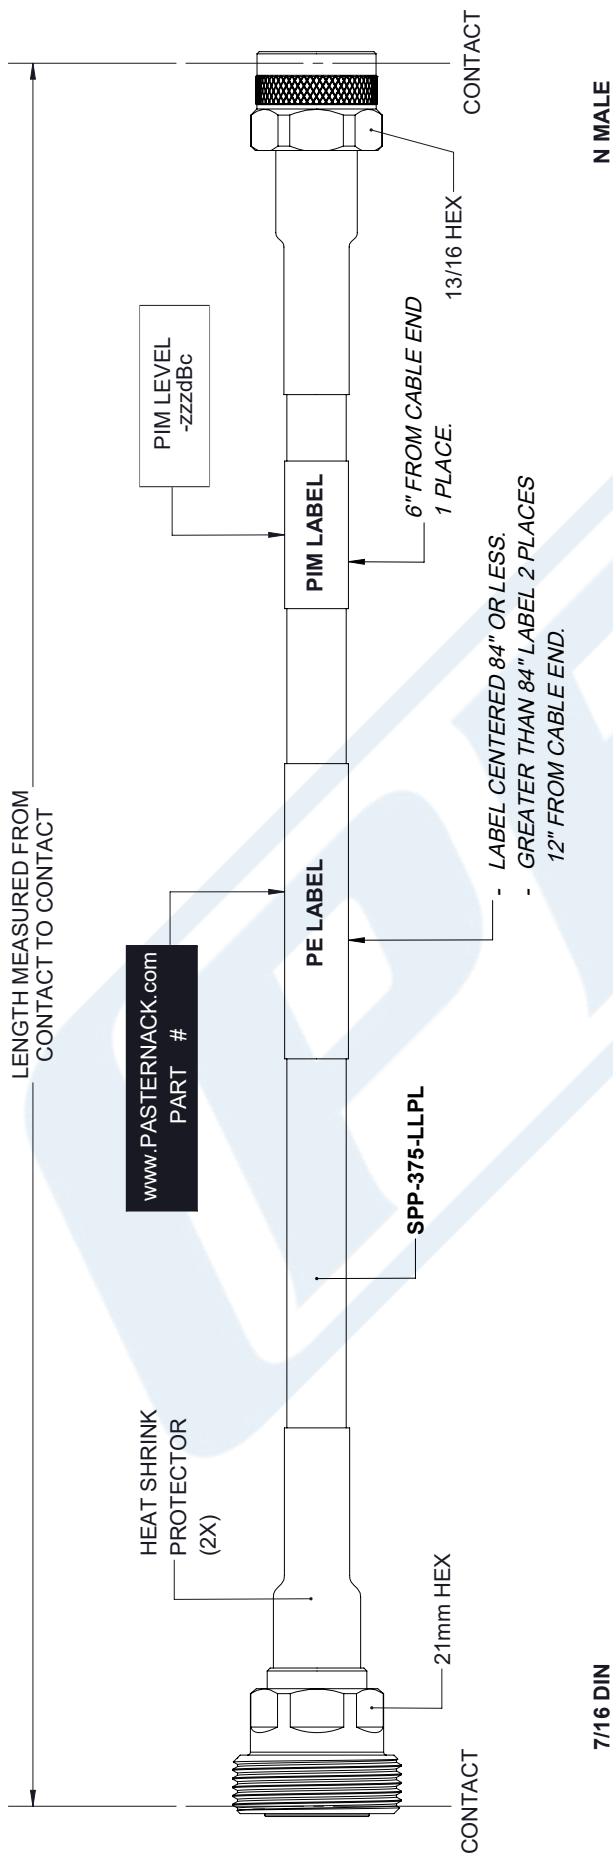 LENGTH MEASURED FROM
CONTACT TO CONTACT
www.PASTERNACK.com
PART #
PIM LEVEL
-zzzdBc
HEAT SHRINK
PROTECTOR
(2X)
PE LABEL
PIM LABEL
SPP-375-LLPL
6" FROM CABLE END
1 PLACE.
- LABEL CENTERED 84" OR LESS.
- GREATER THAN 84" LABEL 2 PLACES
12" FROM CABLE END.
21mm HEX
13/16 HEX
CONTACT
CONTACT
7/16 DIN
N MALE